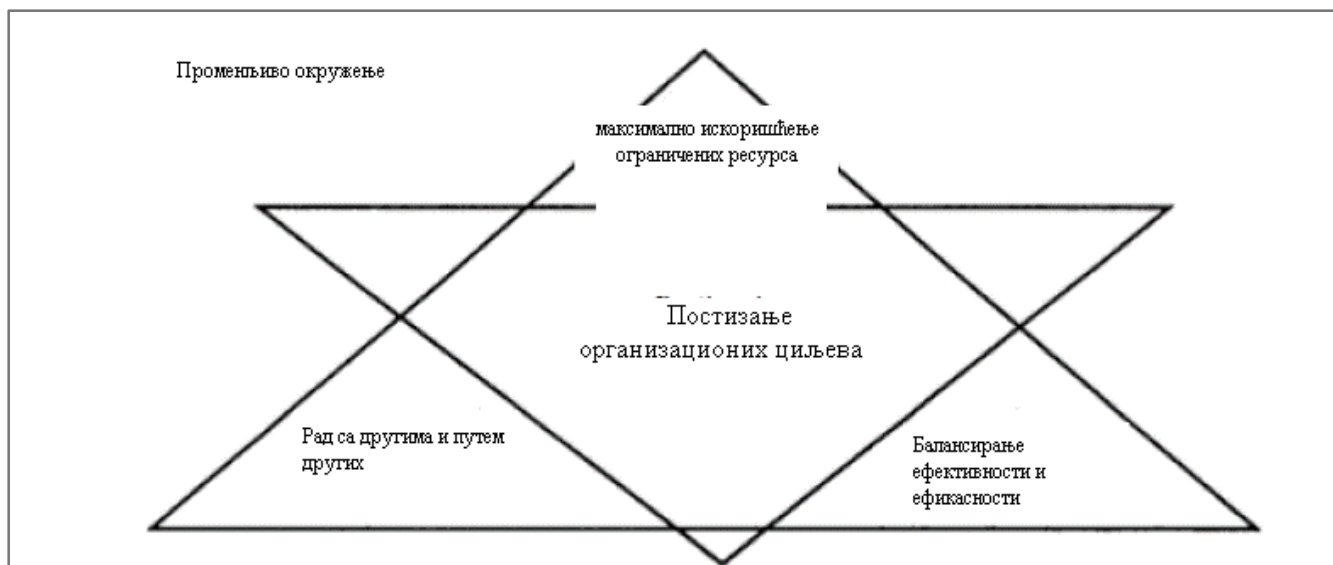 Променљиво окружење
максимално искоришћење
ограничених ресурса
Постизање
организационих циљева
Рад са другима и путем
других
Балансирање
ефективности и
ефикасности